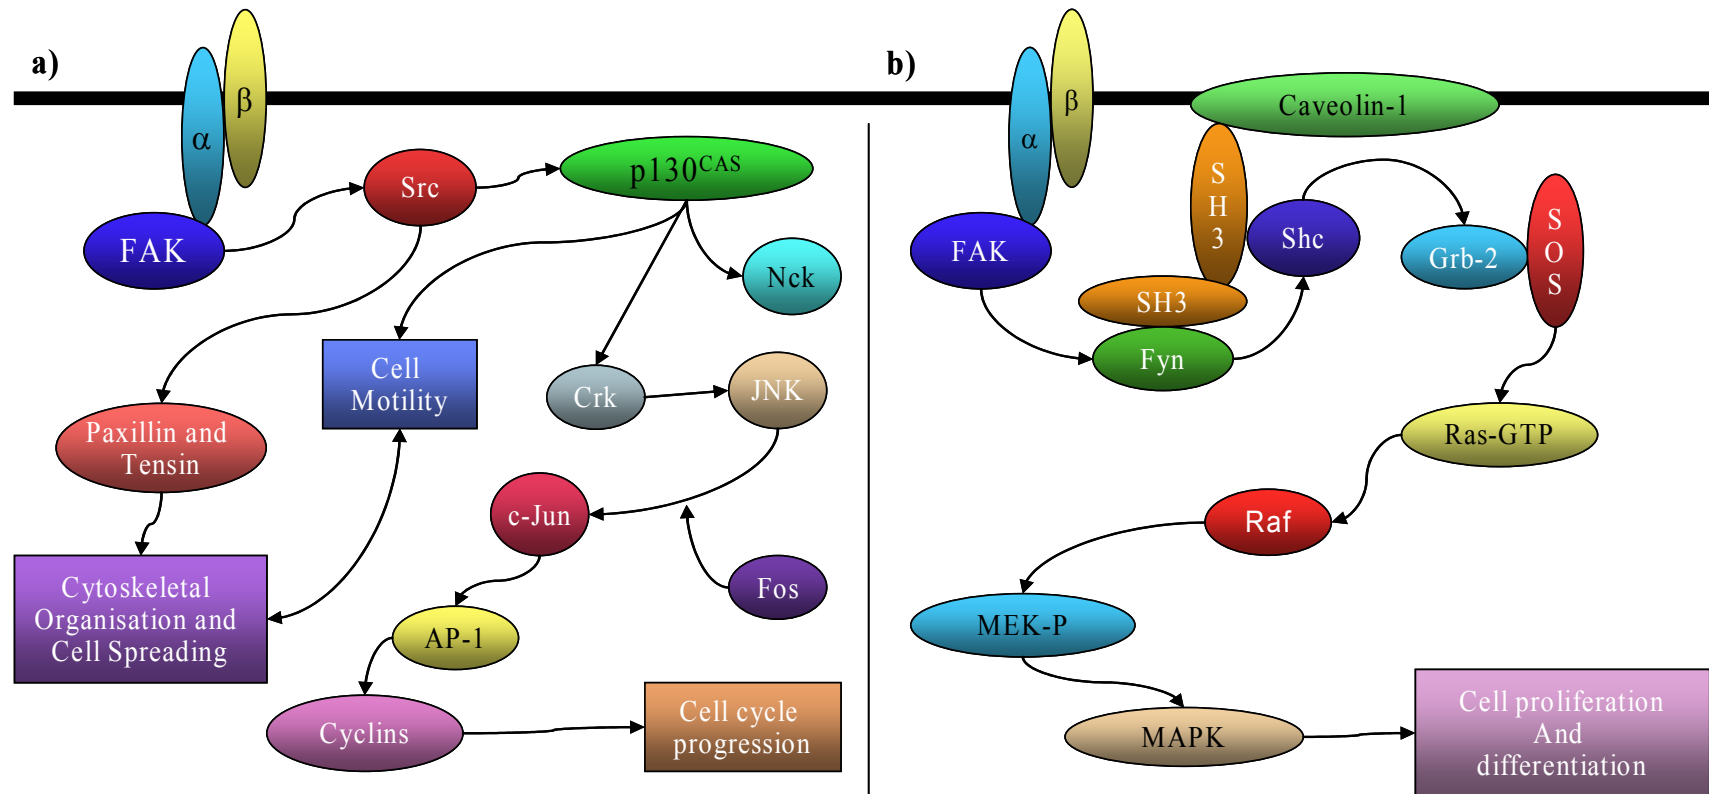 a)
α
β
FAK
Src
p130CAS
Nck
Cell
Motility
Crk
JNK
Paxillin and
Tensin
c-Jun
Fos
Cytoskeletal
Organisation and
Cell Spreading
AP-1
Cyclins
Cell cycle
progression
b)
α
β
Caveolin-1
FAK
S
H
3
SH3
Fyn
Shc
Grb-2
S
O
S
Ras-GTP
Raf
MEK-P
MAPK
Cell proliferation
And
differentiation